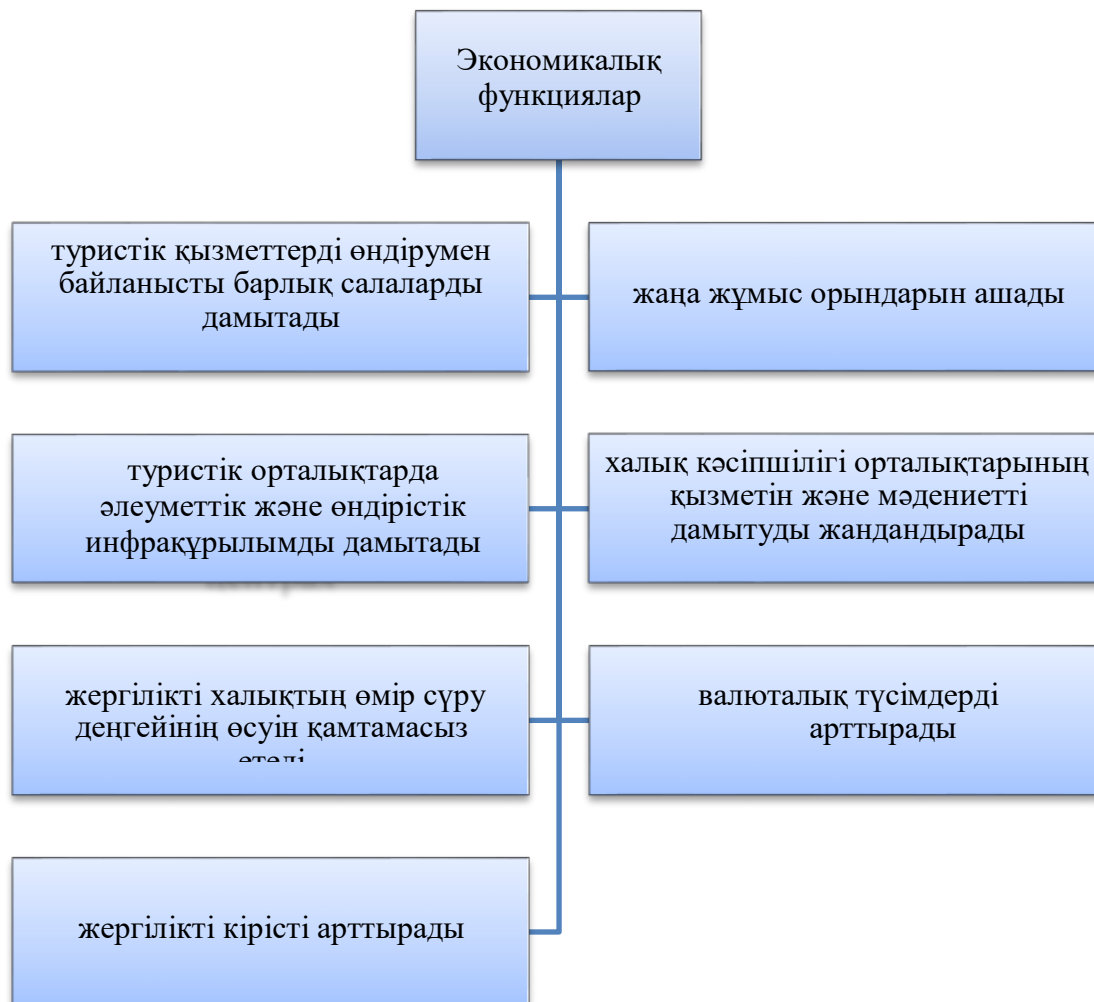 Экономикалық
функциялар
туристік қызметтерді өндірумен
байланысты барлық салаларды
дамытады
жаңа жұмыс орындарын ашады
туристік орталықтарда
әлеуметтік және өндірістік
инфрақұрылымды дамытады
халық кәсіпшілігі орталықтарының
қызметін және мәдениетті
дамытуды жандандырады
жергілікті халықтың өмір сүру
деңгейінің өсуін қамтамасыз
етеді
валюталық түсімдерді
арттырады
жергілікті кірісті арттырады